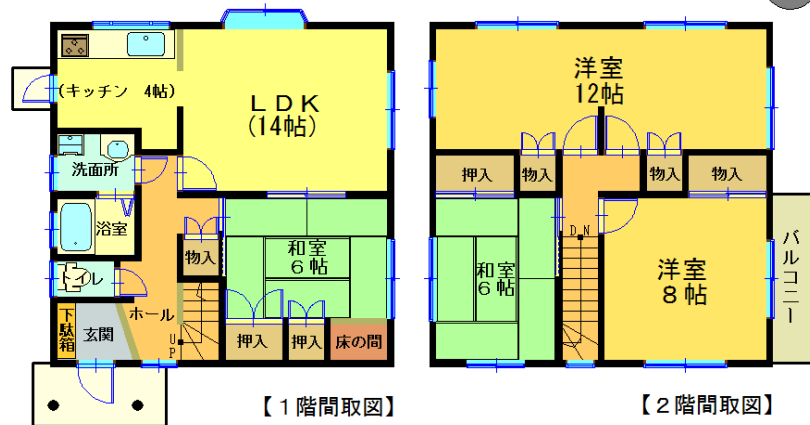 (キッチン 4帖)
LDK
(14帖)
洗面所
浴室
物入
和室
6帖
トイレ
ホール
下駄箱
玄関
UP
押入
押入
床の間
【1階間取図】
洋室
12帖
押入
物入
物入
物入
DN
和室
6帖
洋室
8帖
バルコニー
【2階間取図】